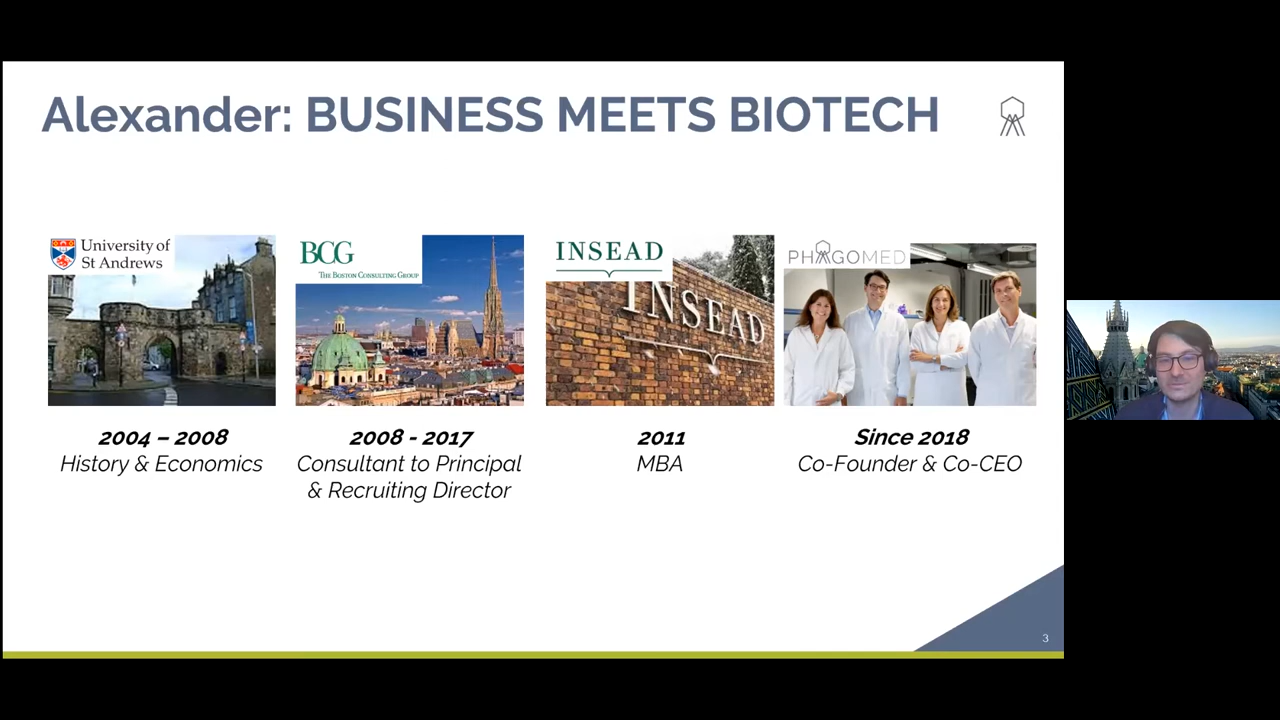 Alexander: BUSINESS MEETS BIOTECH
University of
St Andrews
BCG
THE BOSTON CONSULTING GROUP
INSEAD
INSEAD
PHAGOMED
2004 – 2008
History & Economics
2008 - 2017
Consultant to Principal
& Recruiting Director
2011
MBA
Since 2018
Co-Founder & Co-CEO
3